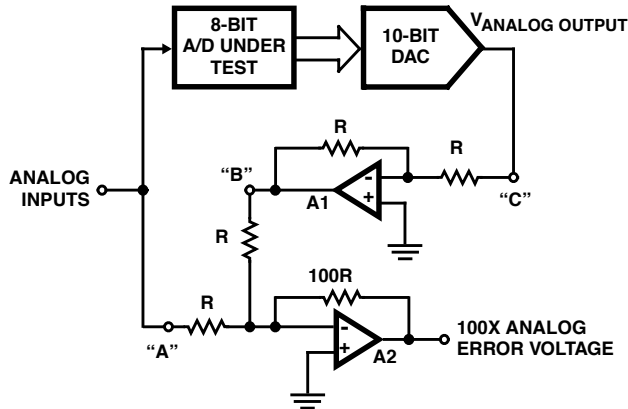 8-BIT
A/D UNDER
TEST
10-BIT
DAC
VANALOG OUTPUT
R
R
ANALOG
INPUTS
“B”
A1
-
+
“C”
R
100R
R
“A”
-
+
A2
100X ANALOG
ERROR VOLTAGE